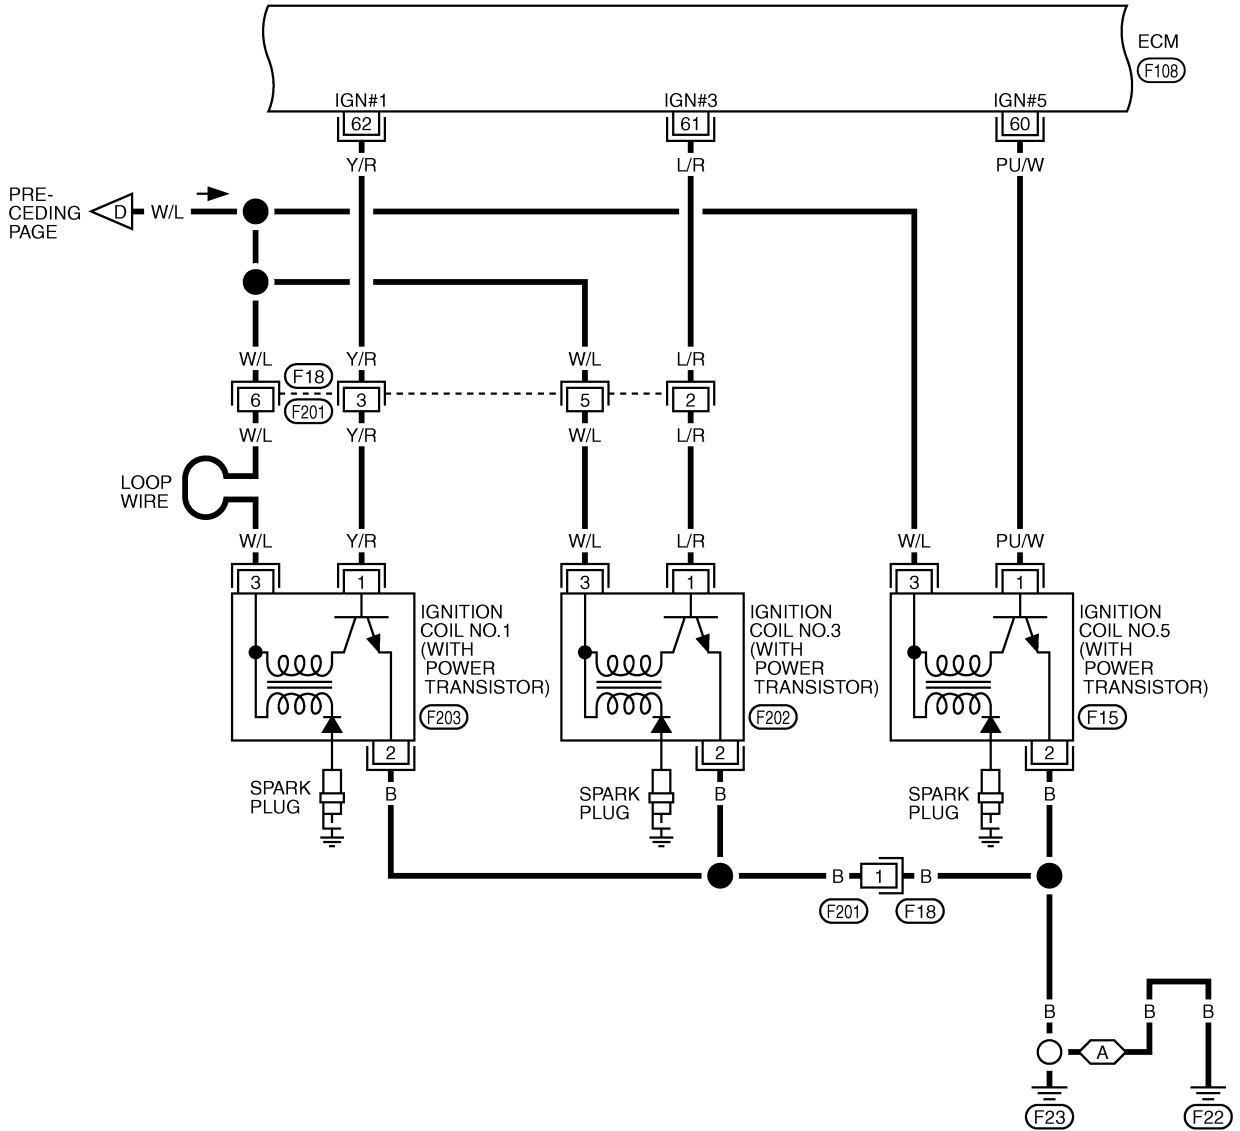 ECM
F108
IGN#1
IGN#3
IGN#5
62
61
60
Y/R
L/R
PU/W
PRE-
CEDING
PAGE
D
W/L
W/L
Y/R
W/L
L/R
F18
6
3
5
2
F201
W/L
Y/R
W/L
L/R
LOOP
WIRE
W/L
Y/R
W/L
L/R
W/L
PU/W
3
1
3
1
3
1
IGNITION
COIL NO.1
(WITH
POWER
TRANSISTOR)
F203
IGNITION
COIL NO.3
(WITH
POWER
TRANSISTOR)
F202
IGNITION
COIL NO.5
(WITH
POWER
TRANSISTOR)
F15
2
2
2
SPARK
PLUG
B
SPARK
PLUG
B
SPARK
PLUG
B
B
1
B
F201
F18
B
B
B
A
F23
F22